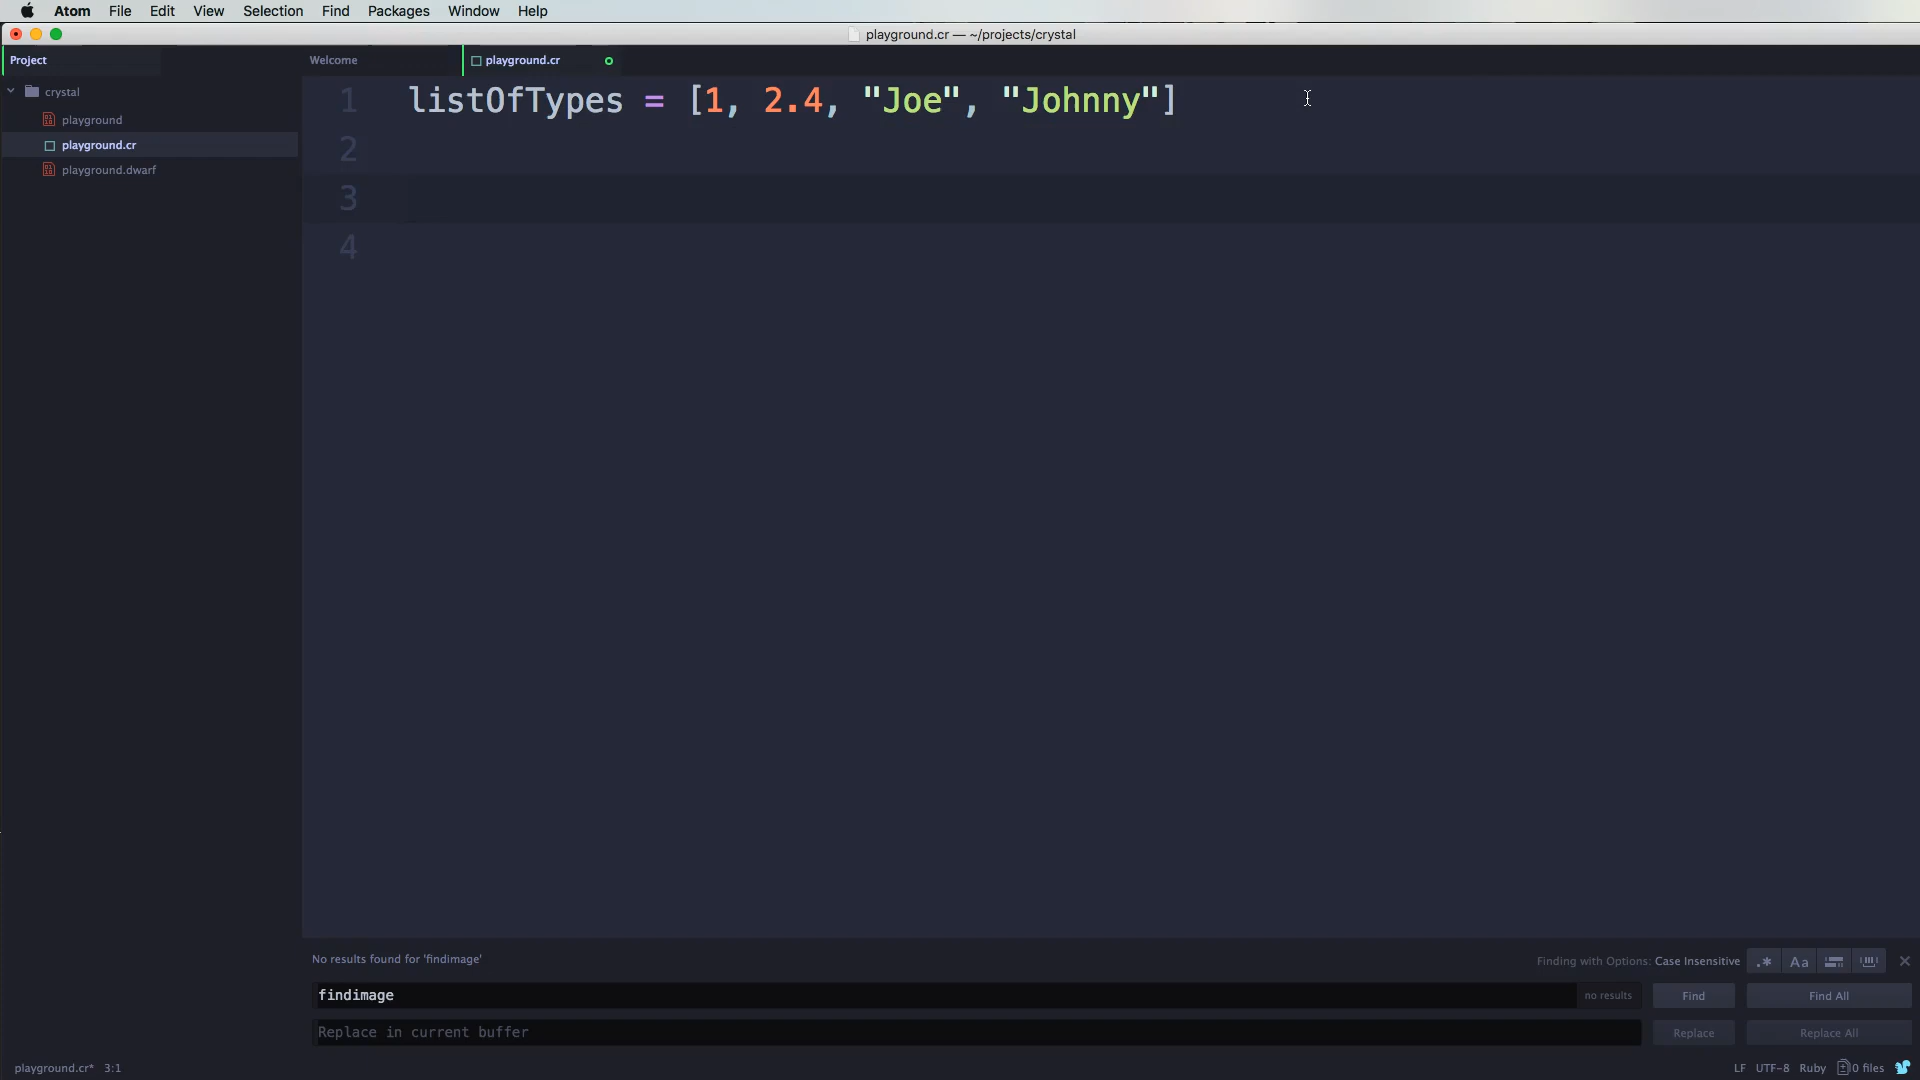 Atom File Edit View Selection Find Packages Window Help
playground.cr — ~/projects/crystal
Project
Welcome
playground.cr
crystal
playground
playground.cr
playground.dwarf
1 listOfTypes = [1, 2.4, "Joe", "Johnny"]
2
3
4
No results found for 'findimage'
Finding with Options: Case Insensitive
.* Aa
findimage
no results
Find
Find All
Replace in current buffer
Replace
Replace All
playground.cr* 3:1
LF UTF-8 Ruby 0 files